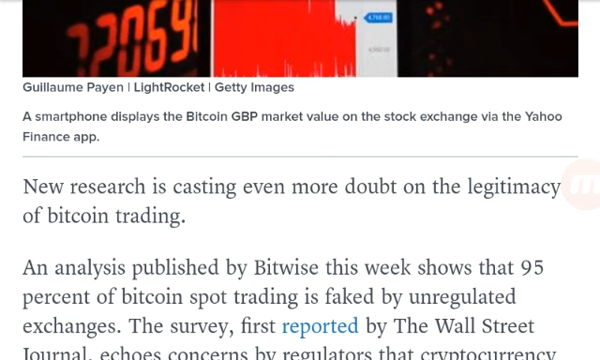 Guillaume Payen | LightRocket | Getty Images
A smartphone displays the Bitcoin GBP market value on the stock exchange via the Yahoo
Finance app.
New research is casting even more doubt on the legitimacy
of bitcoin trading.
An analysis published by Bitwise this week shows that 95
percent of bitcoin spot trading is faked by unregulated
exchanges. The survey, first reported by The Wall Street
Journal, echoes concerns by regulators that cryptocurrency